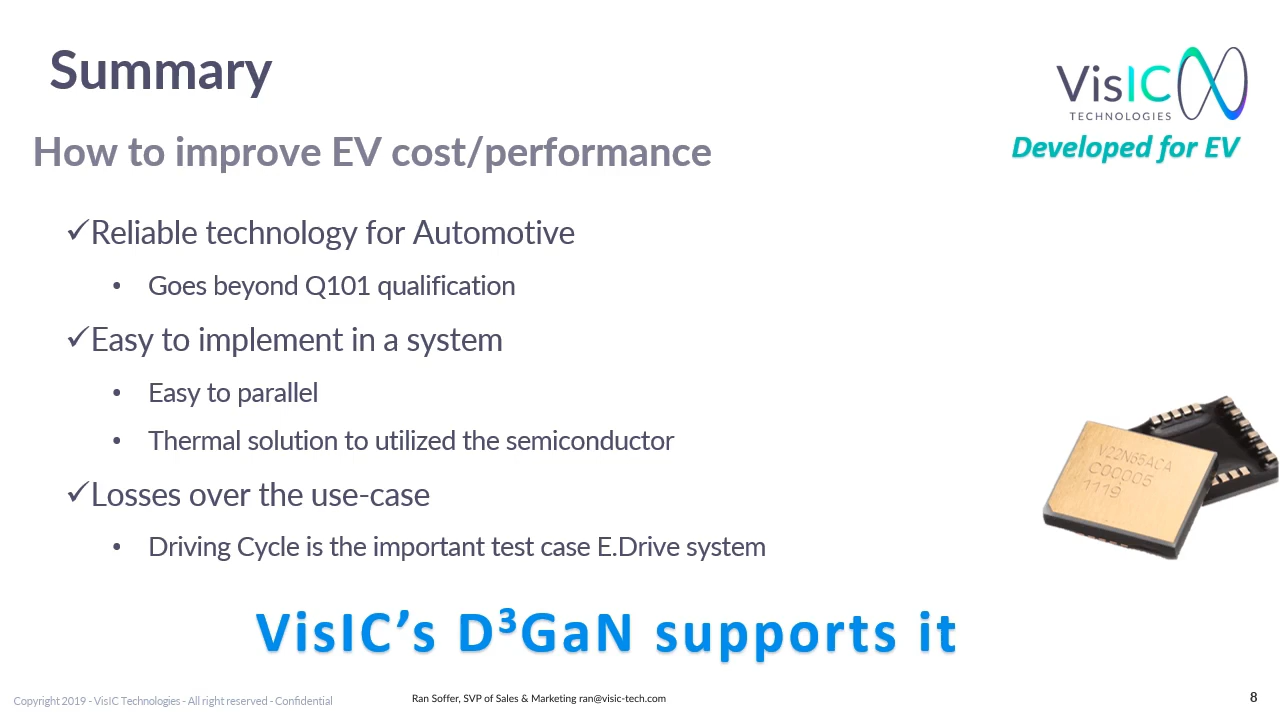 Summary
VisIC
TECHNOLOGIES
Developed for EV
How to improve EV cost/performance
✓Reliable technology for Automotive
• Goes beyond Q101 qualification
✓Easy to implement in a system
• Easy to parallel
• Thermal solution to utilized the semiconductor
✓Losses over the use-case
• Driving Cycle is the important test case E.Drive system
V22N65ACA
C00005
1119
VisIC’s D³GaN supports it
Copyright 2019 - VisIC Technologies - All right reserved - Confidential
Ran Soffer, SVP of Sales & Marketing ran@visic-tech.com
8